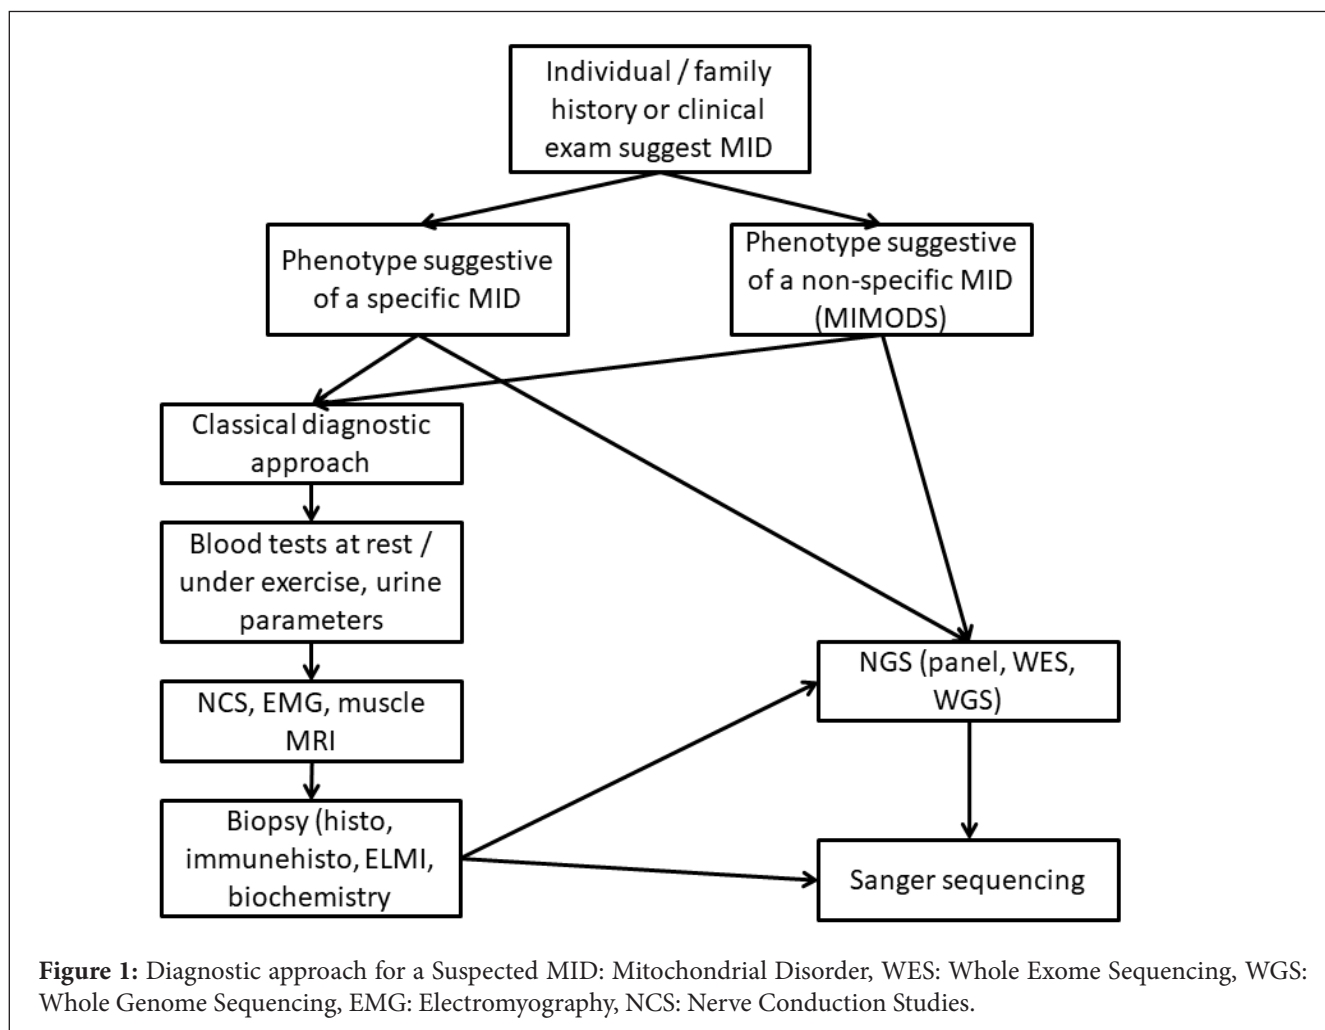 Individual / family
history or clinical
exam suggest MID
Phenotype suggestive
of a specific MID
Phenotype suggestive
of a non-specific MID
(MIMODS)
Classical diagnostic
approach
Blood tests at rest /
under exercise, urine
parameters
NCS, EMG, muscle
MRI
Biopsy (histo,
immunehisto, ELMI,
biochemistry
NGS (panel, WES,
WGS)
Sanger sequencing
Figure 1: Diagnostic approach for a Suspected MID: Mitochondrial Disorder, WES: Whole Exome Sequencing, WGS:
Whole Genome Sequencing, EMG: Electromyography, NCS: Nerve Conduction Studies.